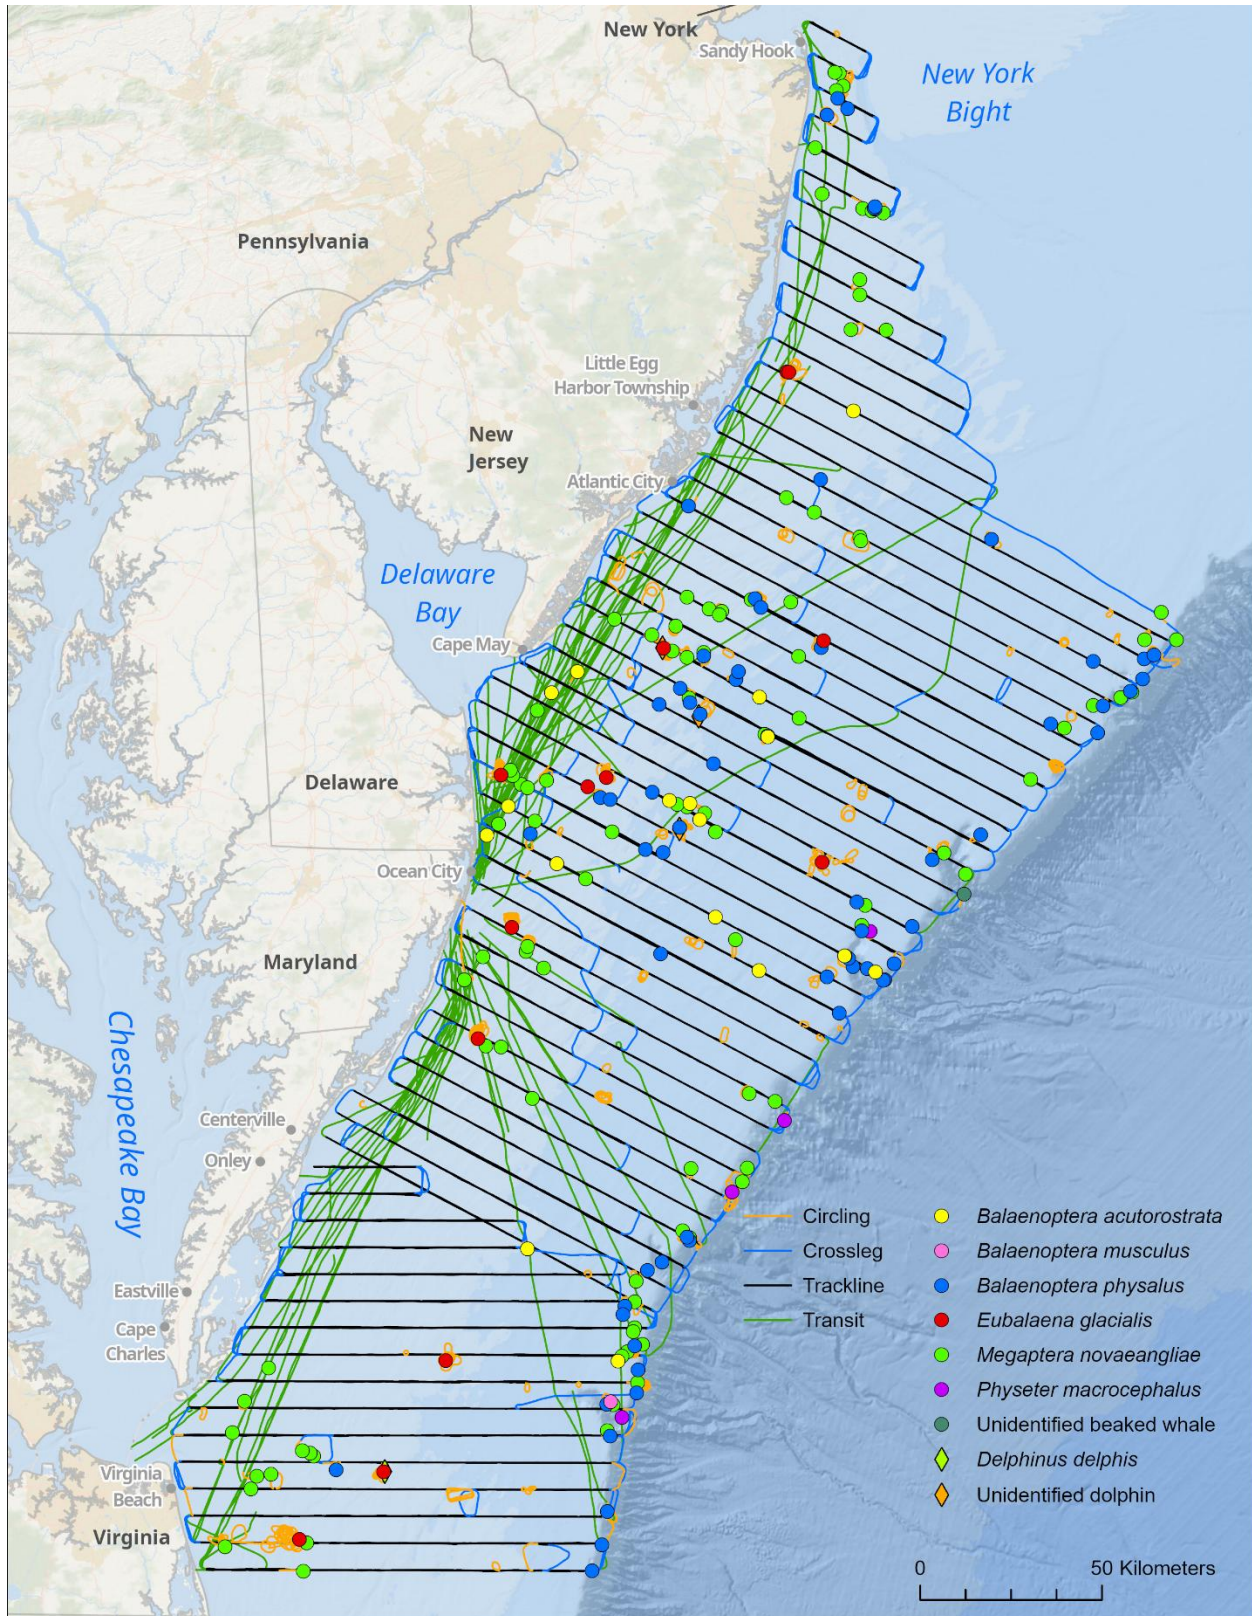 New York
Sandy Hook
New York
Bight
Pennsylvania
Little Egg
Harbor Township
New
Jersey
Atlantic City
Delaware
Bay
Cape May
Delaware
Ocean City
Maryland
Chesapeake Bay
Centerville
Onley
Eastville
Cape
Charles
Virginia
Beach
Virginia
Circling
Crossleg
Trackline
Transit
Balaenoptera acutorostrata
Balaenoptera musculus
Balaenoptera physalus
Eubalaena glacialis
Megaptera novaeangliae
Physeter macrocephalus
Unidentified beaked whale
Delphinus delphis
Unidentified dolphin
0 50 Kilometers